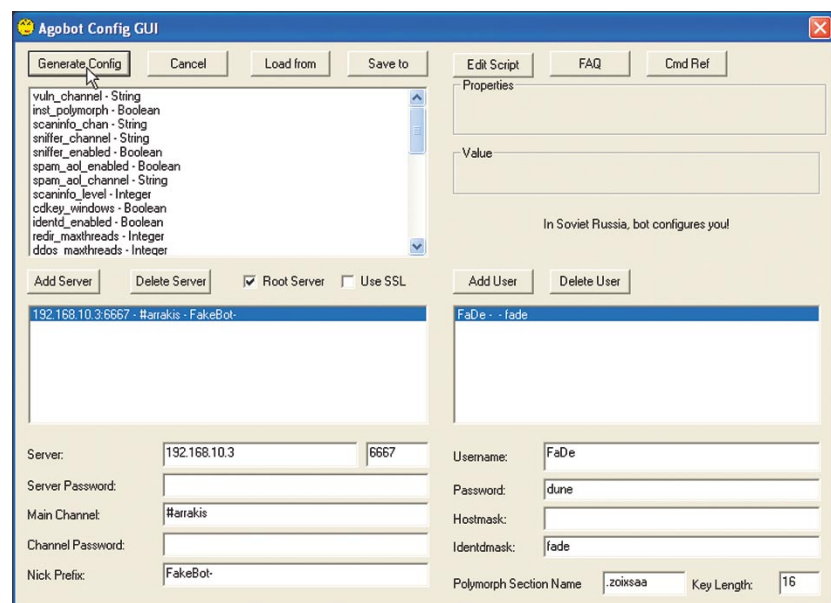 Agobot Config GUI
Generate Config
Cancel
Load from
Save to
Edit Script
FAQ
Cmd Ref
vuln_channel - String
inst_polymorph - Boolean
scaninfo_chan - String
sniffer_channel - String
sniffer_enabled - Boolean
spam_aol_enabled - Boolean
spam_aol_channel - String
scaninfo_level - Integer
cdkey_windows - Boolean
identd_enabled - Boolean
redir_maxthreads - Integer
ddos_maxthreads - Integer
Properties
Value
In Soviet Russia, bot configures you!
Add Server
Delete Server
Root Server
Use SSL
Add User
Delete User
192.168.10.3:6667 - #arrakis - FakeBot-
FaDe - - fade
Server: 192.168.10.3 6667
Server Password:
Main Channel: #arrakis
Channel Password:
Nick Prefix: FakeBot-
Username: FaDe
Password: dune
Hostmask:
Identdmask: fade
Polymorph Section Name .zoixsaa Key Length: 16